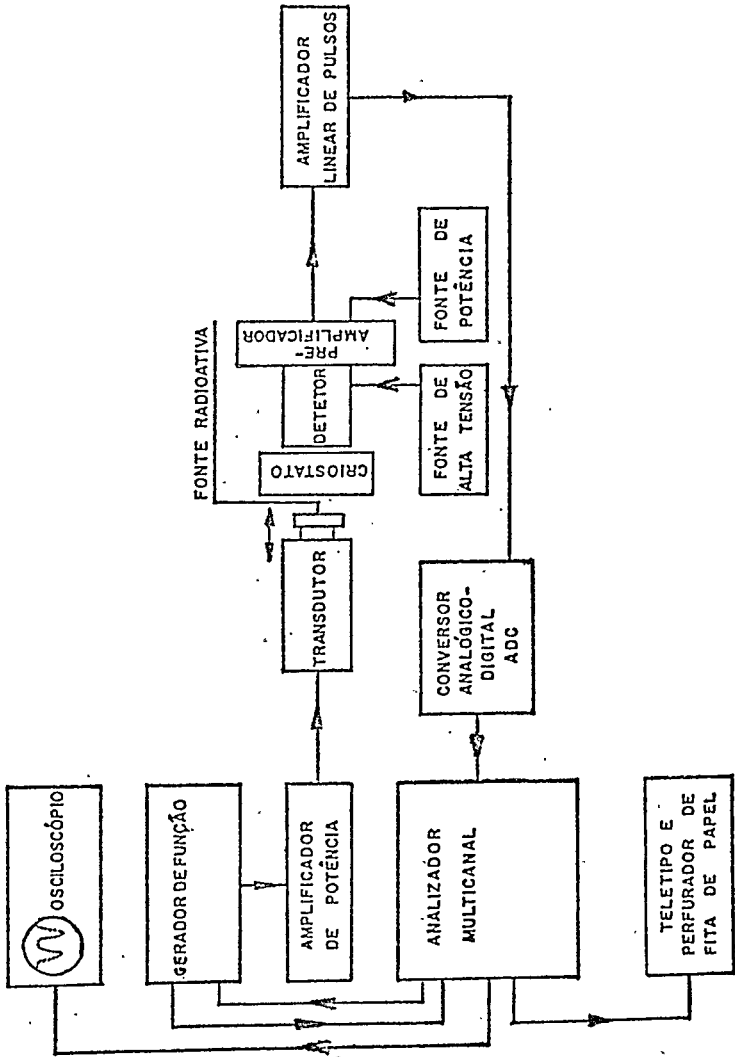 OSCILOSCÓPIO
GERADOR DE FUNÇÃO
AMPLIFICADOR
DE POTÊNCIA
TRANSDUTOR
FONTE RADIOATIVA
CRIOSTATO
DETETOR
PRE-
AMPLIFICADOR
AMPLIFICADOR
LINEAR DE PULSOS
FONTE DE
ALTA TENSÃO
FONTE DE
POTÊNCIA
CONVERSOR
ANALÓGICO-
DIGITAL
ADC
ANALIZADOR
MULTICANAL
TELETIPO E
PERFURADOR DE
FITA DE PAPEL